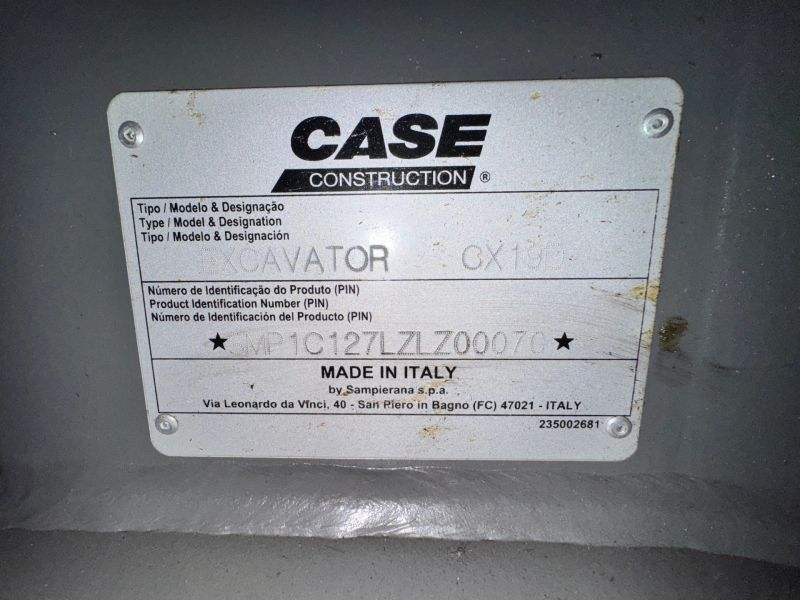 CASE
CONSTRUCTION ®
Tipo / Modelo & Designação
Type / Model & Designation
Tipo / Modelo & Designación
EXCAVATOR
Número de Identificação do Produto (PIN)
Product Identification Number (PIN)
Número de Identificación del Producto (PIN)
MADE IN ITALY
by Sampierana s.p.a.
Via Leonardo da Vinci, 40 - San Piero in Bagno (FC) 47021 - ITALY
235002681